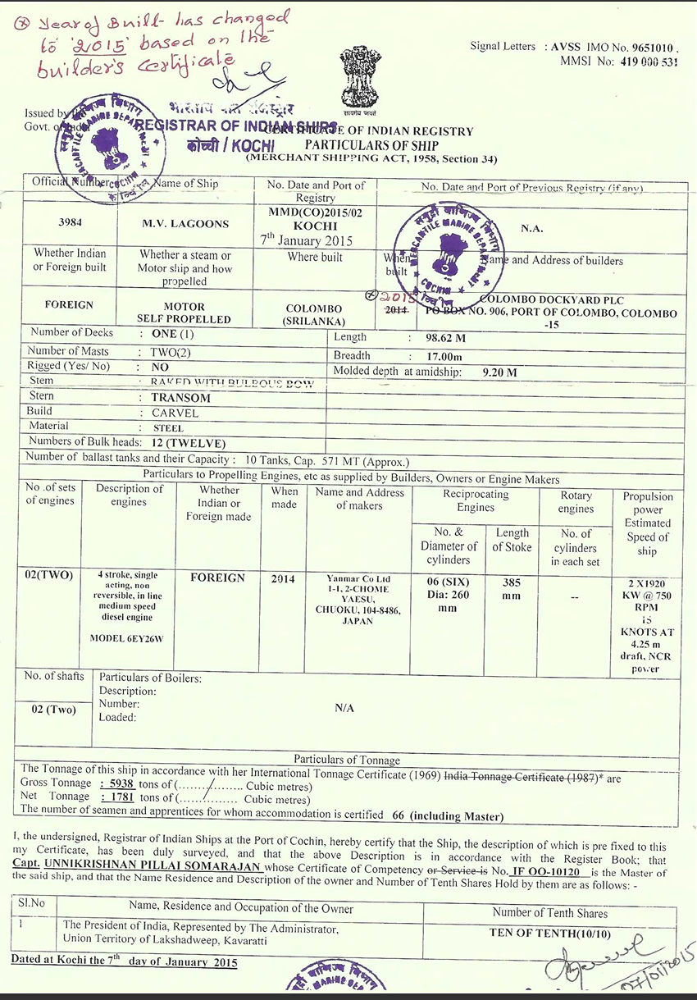 ⊛ Year of Built has changed
to '2015' based on the
builder's certificate
Signal Letters : AVSS IMO No. 9651010 .
MMSI No: 419 000 531
सत्यमेव जयते
Issued by
Govt. of India
भारतीय पोत रजिस्ट्रार
REGISTRAR OF INDIAN SHIPS
कोच्ची / KOCHI
CERTIFICATE OF INDIAN REGISTRY
PARTICULARS OF SHIP
(MERCHANT SHIPPING ACT, 1958, Section 34)
समुद्री वाणिज्य विभाग
MERCANTILE MARINE DEPARTMENT
COCHIN
कोच्चीन
Official Number
Name of Ship
No. Date and Port of
Registry
No. Date and Port of Previous Registry (if any)
3984
M.V. LAGOONS
MMD(CO)2015/02
KOCHI
7th January 2015
N.A.
समुद्री वाणिज्य विभाग
MERCANTILE MARINE DEPARTMENT
COCHIN
कोच्चीन
Whether Indian
or Foreign built
Whether a steam or
Motor ship and how
propelled
Where built
When
built
Name and Address of builders
FOREIGN
MOTOR
SELF PROPELLED
COLOMBO
(SRILANKA)
⊛ 2015
2014
COLOMBO DOCKYARD PLC
PO BOX NO. 906, PORT OF COLOMBO, COLOMBO
-15
Number of Decks : ONE (1)
Length : 98.62 M
Number of Masts : TWO(2)
Breadth : 17.00m
Rigged (Yes/ No) : NO
Molded depth at amidship: 9.20 M
Stem : RAKED WITH BULBOUS BOW
Stern : TRANSOM
Build : CARVEL
Material : STEEL
Numbers of Bulk heads: 12 (TWELVE)
Number of ballast tanks and their Capacity : 10 Tanks, Cap. 571 MT (Approx.)
Particulars to Propelling Engines, etc as supplied by Builders, Owners or Engine Makers
No .of sets
of engines
Description of
engines
Whether
Indian or
Foreign made
When
made
Name and Address
of makers
Reciprocating
Engines
Rotary
engines
Propulsion
power
Estimated
Speed of
ship
No. &
Diameter of
cylinders
Length
of Stoke
No. of
cylinders
in each set
02(TWO)
4 stroke, single
acting, non
reversible, in line
medium speed
diesel engine
MODEL 6EY26W
FOREIGN
2014
Yanmar Co Ltd
1-1, 2-CHOME
YAESU,
CHUOKU, 104-8486,
JAPAN
06 (SIX)
Dia: 260
mm
385
mm
--
2 X1920
KW @ 750
RPM
15
KNOTS AT
4.25 m
draft, NCR
power
No. of shafts
02 (Two)
Particulars of Boilers:
Description:
Number:
Loaded:
N/A
Particulars of Tonnage
The Tonnage of this ship in accordance with her International Tonnage Certificate (1969) India Tonnage Certificate (1987)* are
Gross Tonnage : 5938 tons of (......../........ Cubic metres)
Net Tonnage : 1781 tons of (......../........ Cubic metres)
The number of seamen and apprentices for whom accommodation is certified 66 (including Master)
I, the undersigned, Registrar of Indian Ships at the Port of Cochin, hereby certify that the Ship, the description of which is pre fixed to this
my Certificate, has been duly surveyed, and that the above Description is in accordance with the Register Book; that
Capt. UNNIKRISHNAN PILLAI SOMARAJAN whose Certificate of Competency or Service is No. IF OO-10120 is the Master of
the said ship, and that the Name Residence and Description of the owner and Number of Tenth Shares Hold by them are as follows: -
Sl.No
Name, Residence and Occupation of the Owner
Number of Tenth Shares
1
The President of India, Represented by The Administrator,
Union Territory of Lakshadweep, Kavaratti
TEN OF TENTH(10/10)
Dated at Kochi the 7th day of January 2015
07/01/2015